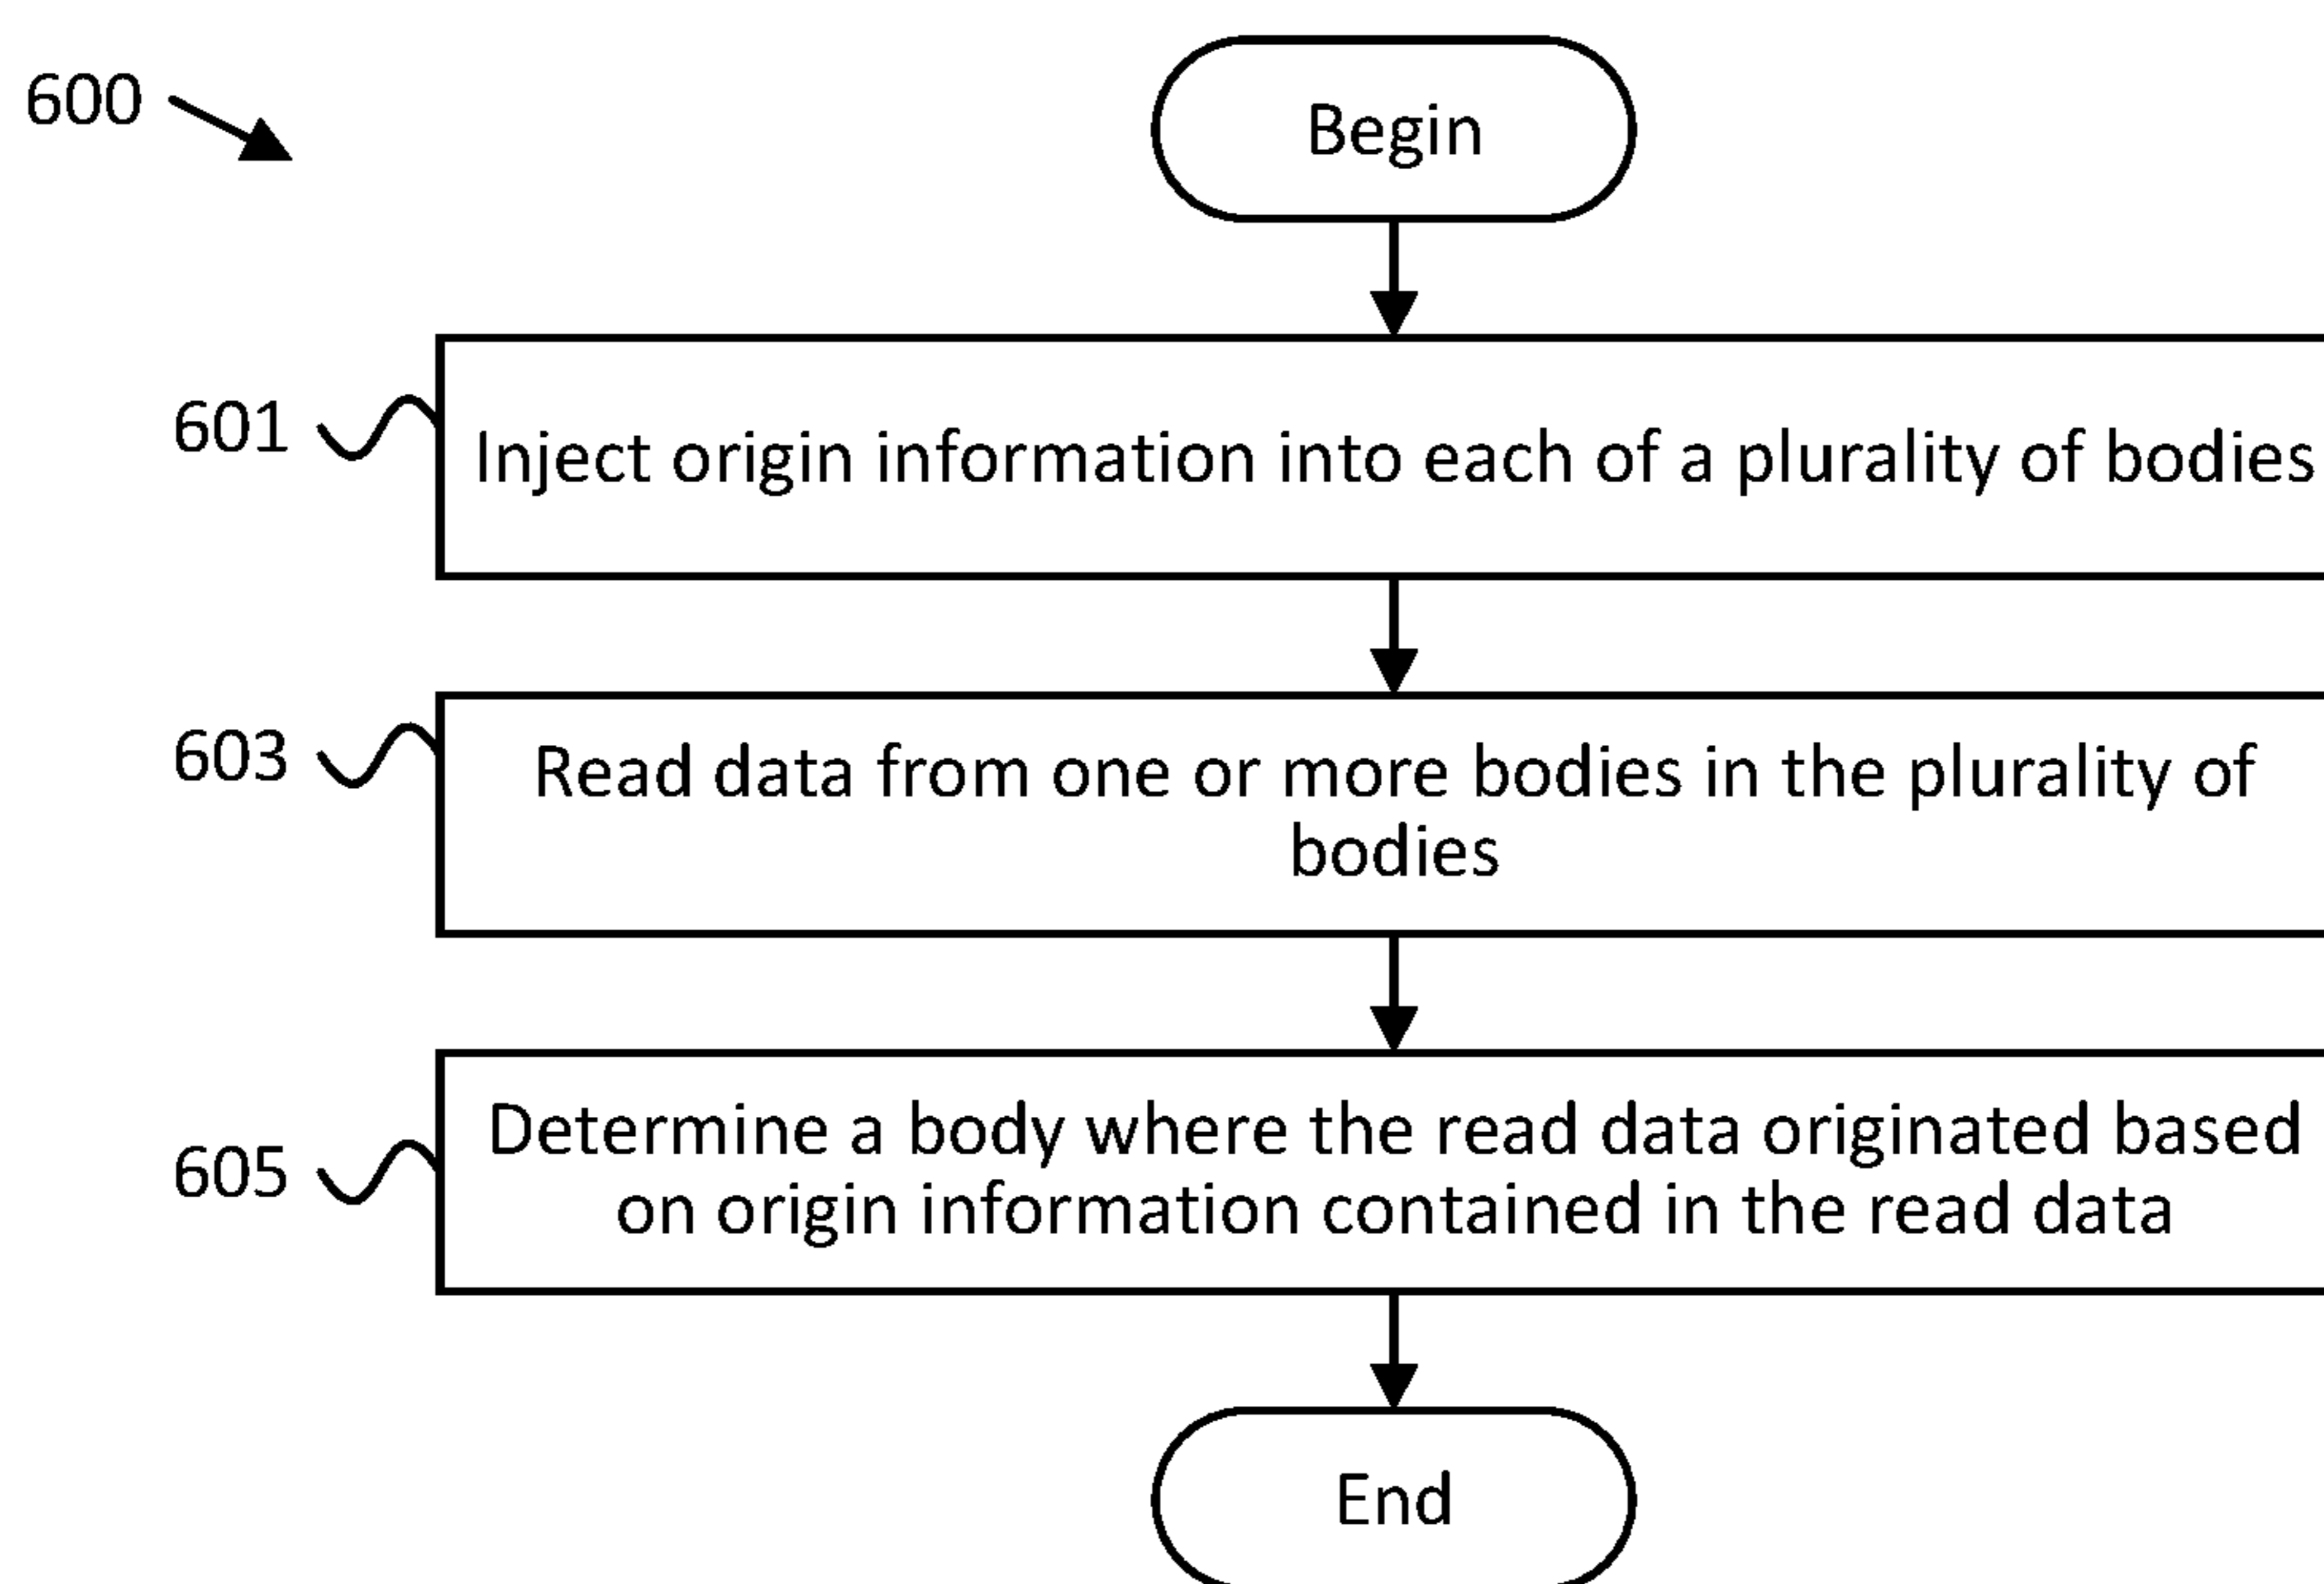 600
Begin
601
Inject origin information into each of a plurality of bodies
603
Read data from one or more bodies in the plurality of
bodies
605
Determine a body where the read data originated based
on origin information contained in the read data
End